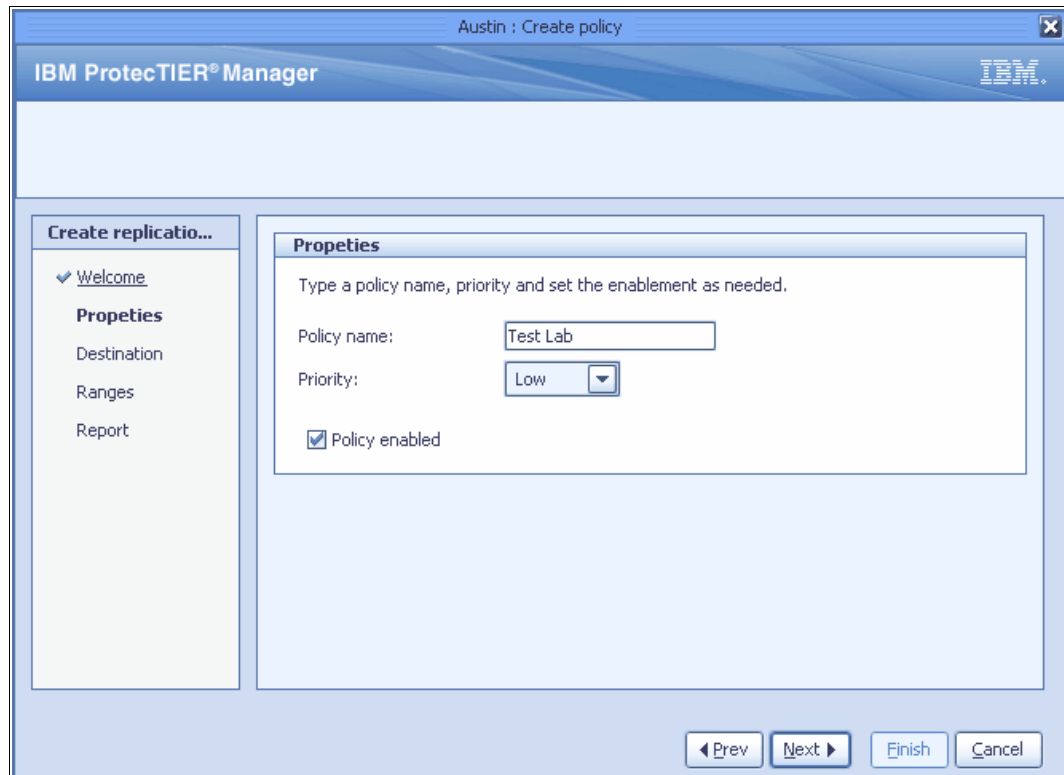 Austin : Create policy
IBM ProtecTIER® Manager
IBM.
Create replicatio...
Welcome
Propeties
Destination
Ranges
Report
Propeties
Type a policy name, priority and set the enablement as needed.
Policy name: Test Lab
Priority: Low
Policy enabled
Prev Next Finish Cancel